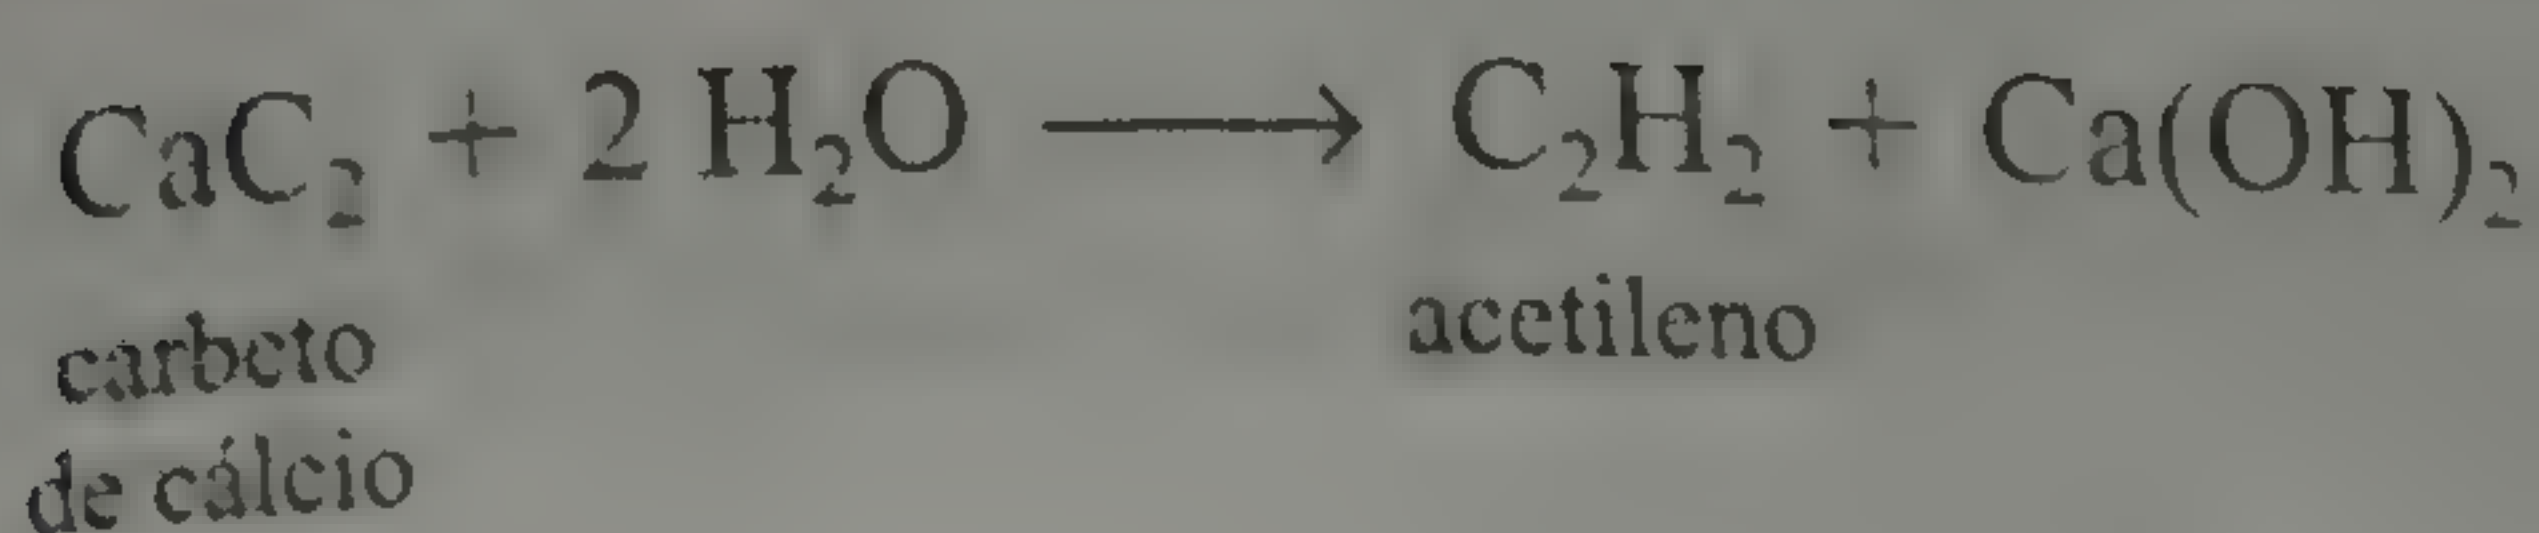 CaC₂ + 2 H₂O ⟶ C₂H₂ + Ca(OH)₂
carbeto acetileno
de cálcio